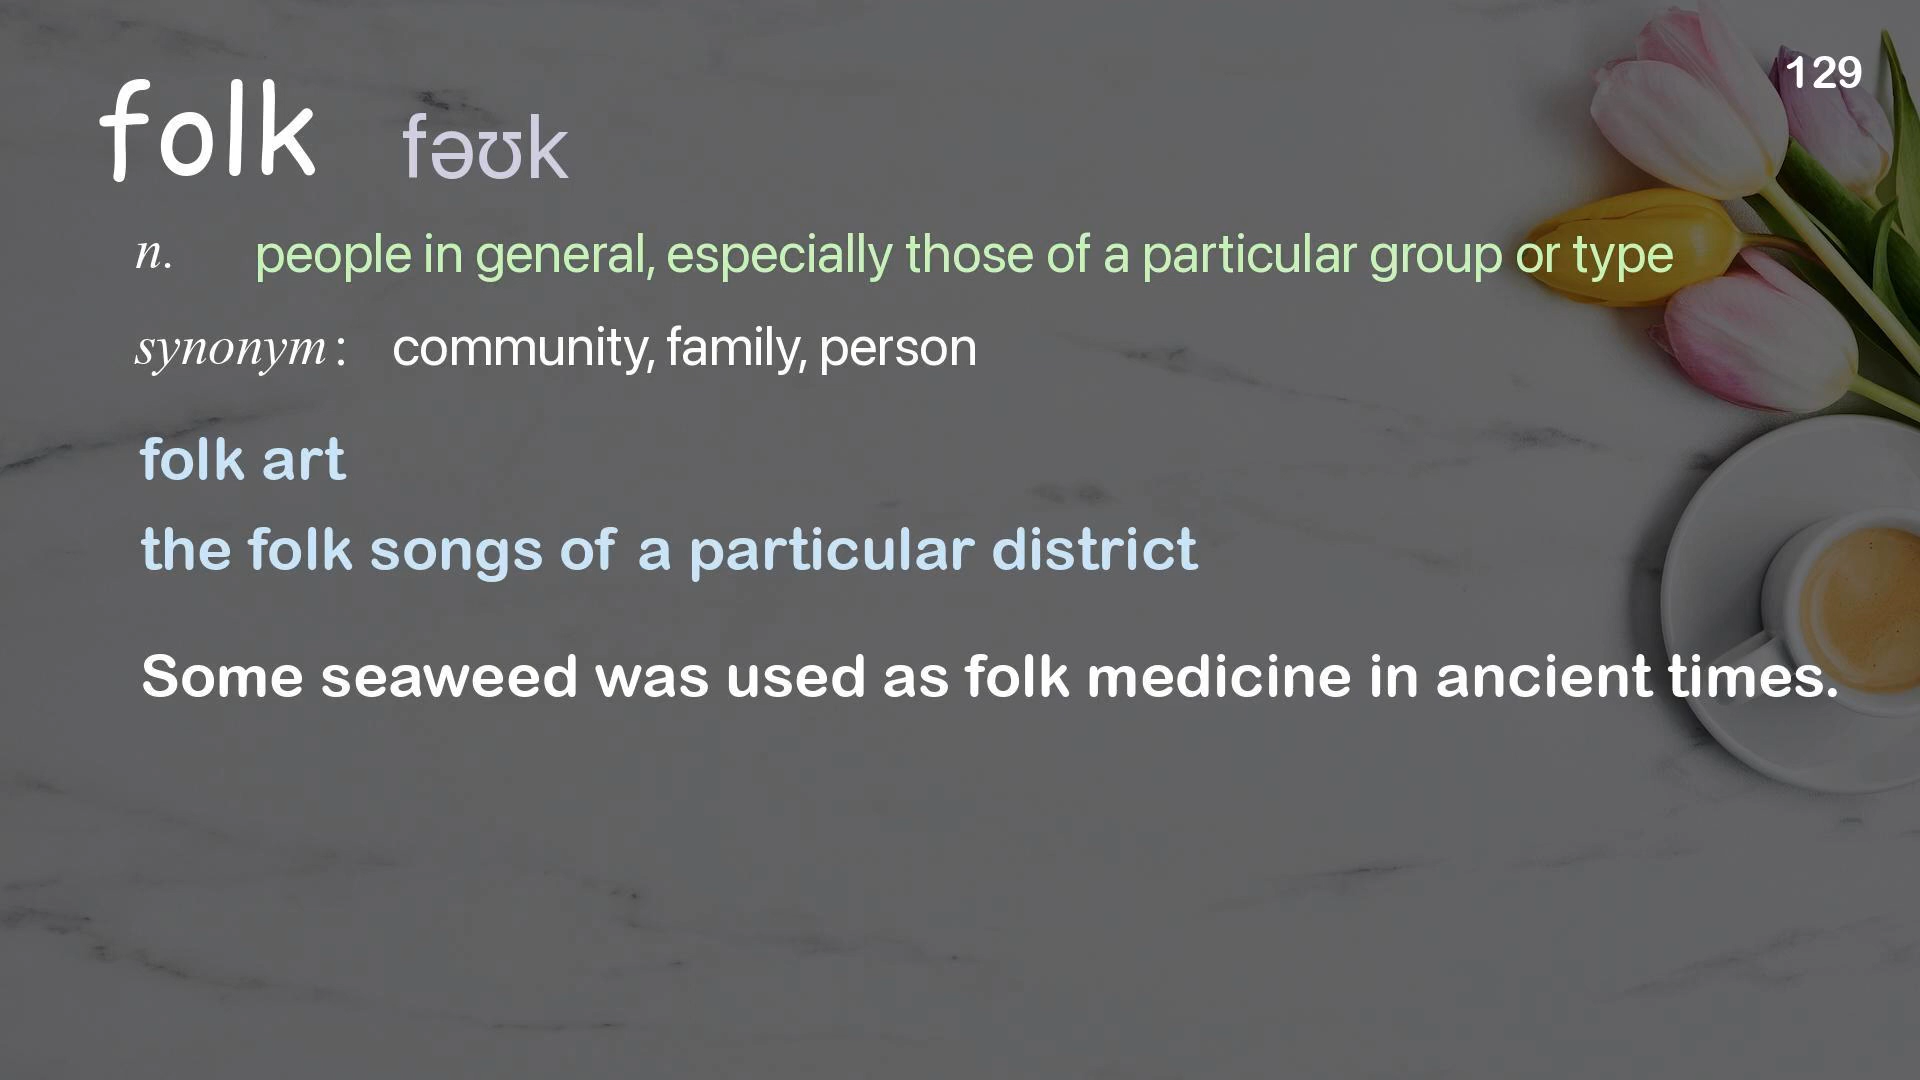 129
folk fəʊk
n. people in general, especially those of a particular group or type
synonym: community, family, person
folk art
the folk songs of a particular district
Some seaweed was used as folk medicine in ancient times.